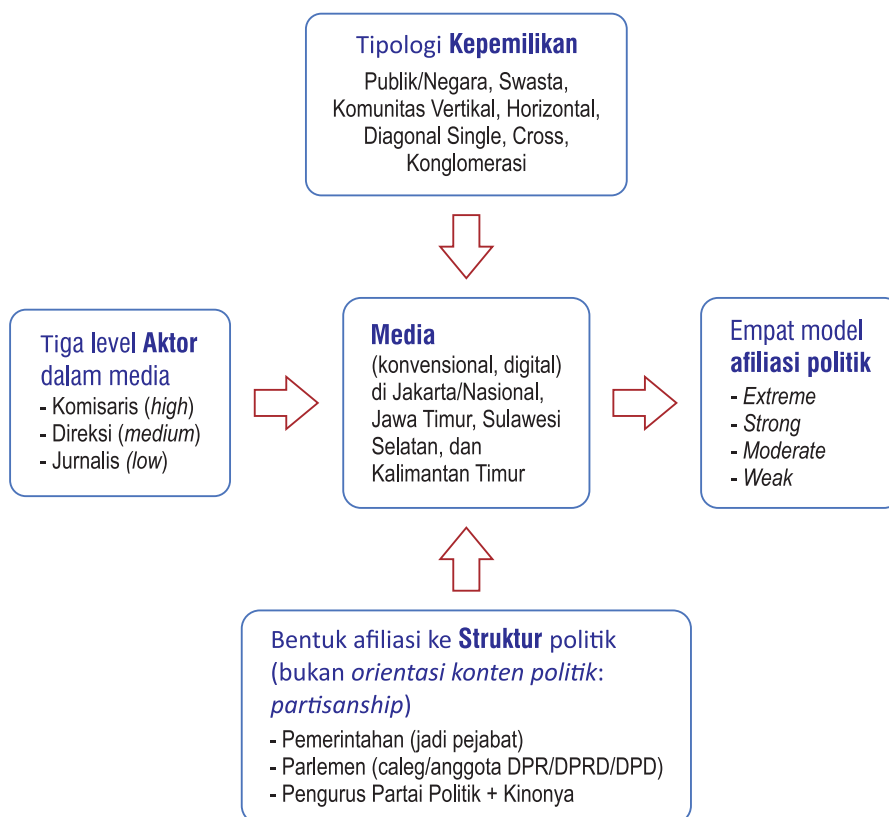 Tipologi Kepemilikan
Publik/Negara, Swasta,
Komunitas Vertikal, Horizontal,
Diagonal Single, Cross,
Konglomerasi
Tiga level Aktor
dalam media
- Komisaris (high)
- Direksi (medium)
- Jurnalis (low)
Media
(konvensional, digital)
di Jakarta/Nasional,
Jawa Timur, Sulawesi
Selatan, dan
Kalimantan Timur
Empat model
afiliasi politik
- Extreme
- Strong
- Moderate
- Weak
Bentuk afiliasi ke Struktur politik
(bukan orientasi konten politik:
partisanship)
- Pemerintahan (jadi pejabat)
- Parlemen (caleg/anggota DPR/DPRD/DPD)
- Pengurus Partai Politik + Kinonya